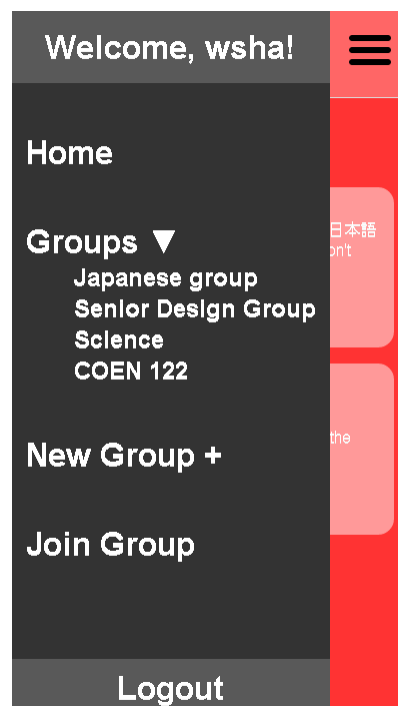 Welcome, wsha!
Home
Groups ▼
Japanese group
Senior Design Group
Science
COEN 122
New Group +
Join Group
Logout
日本語
on't
the